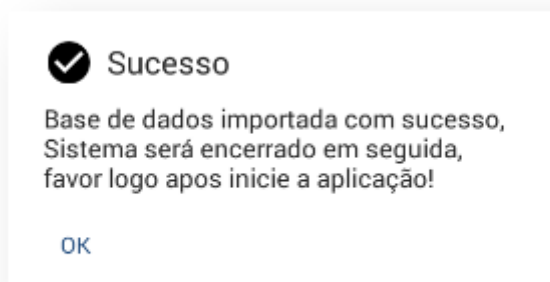 Sucesso
Base de dados importada com sucesso,
Sistema será encerrado em seguida,
favor logo apos inicie a aplicação!
OK